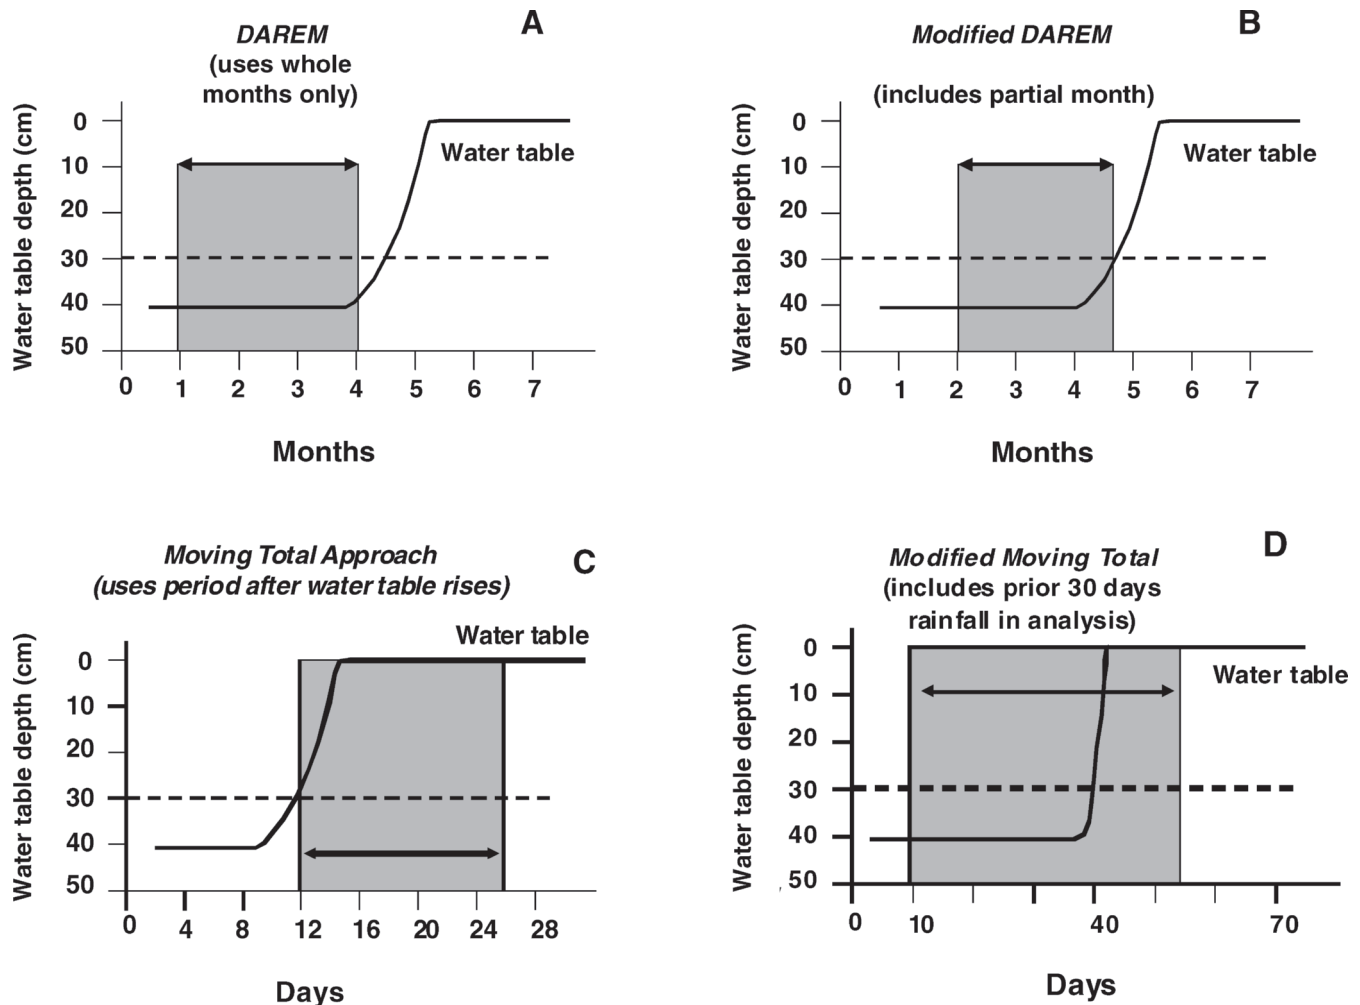 A
DAREM
(uses whole
months only)
Water table depth (cm)
0
10
20
30
40
50
Water table
0 1 2 3 4 5 6 7
Months
B
Modified DAREM
(includes partial month)
Water table depth (cm)
0
10
20
30
40
50
Water table
0 1 2 3 4 5 6 7
Months
C
Moving Total Approach
(uses period after water table rises)
Water table
Water table depth (cm)
0
10
20
30
40
50
0 4 8 12 16 20 24 28
Days
D
Modified Moving Total
(includes prior 30 days
rainfall in analysis)
Water table depth (cm)
0
10
20
30
40
50
Water table
0 10 40 70
Days